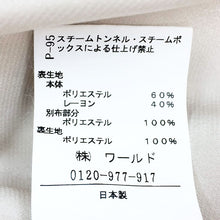 P-95
スチームトンネル・スチームボ
ックスによる仕上げ禁止
表生地
本体
ポリエステル 60%
レーヨン 40%
別布部分
ポリエステル 100%
裏生地
ポリエステル 100%
㈱ ワールド
0120-977-917
日本製